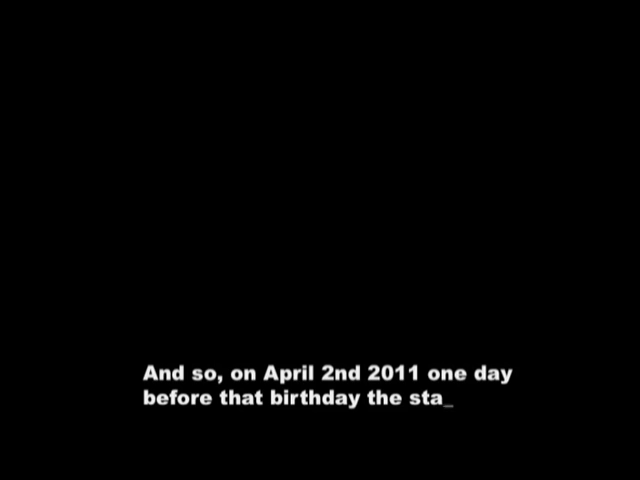 And so, on April 2nd 2011 one day
before that birthday the sta_